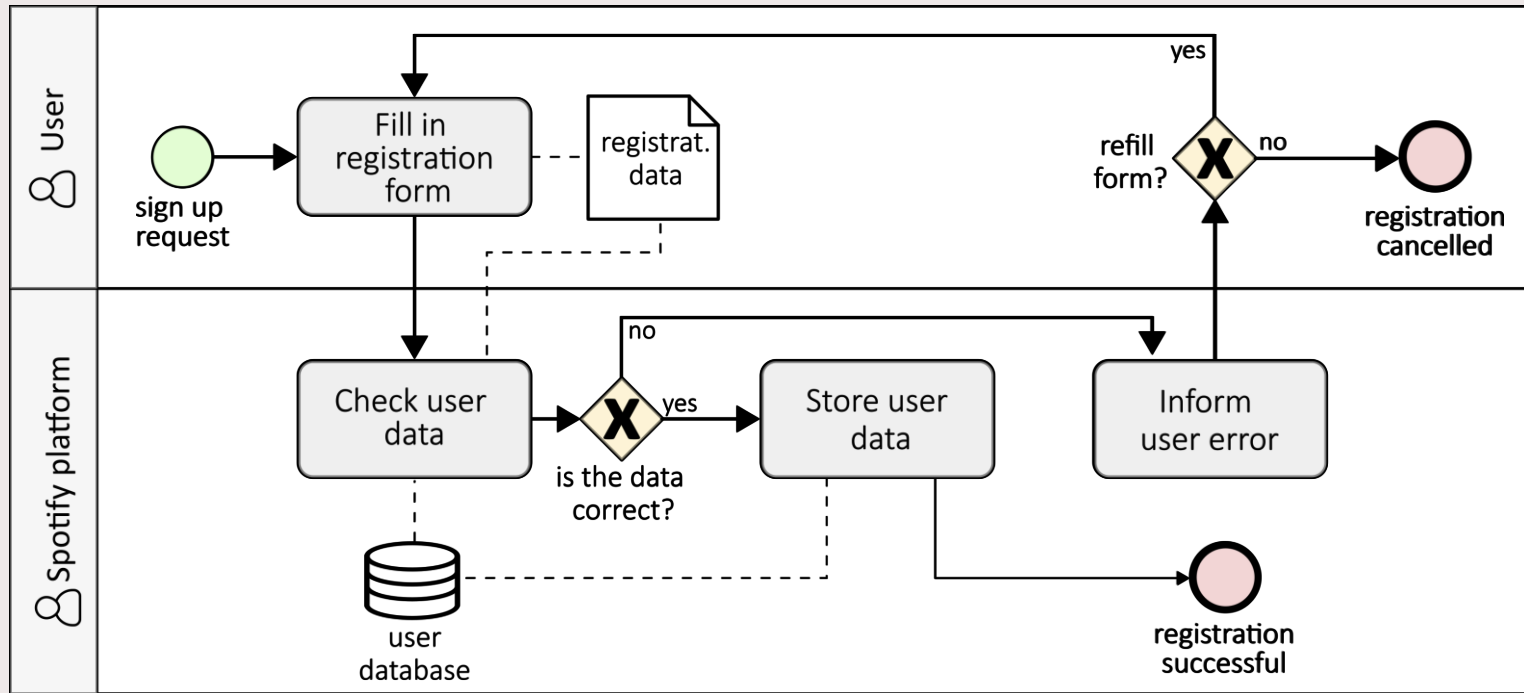 User
sign up
request
Fill in
registration
form
registrat.
data
yes
refill
form?
no
registration
cancelled
Spotify platform
Check user
data
no
yes
is the data
correct?
Store user
data
Inform
user error
user
database
registration
successful